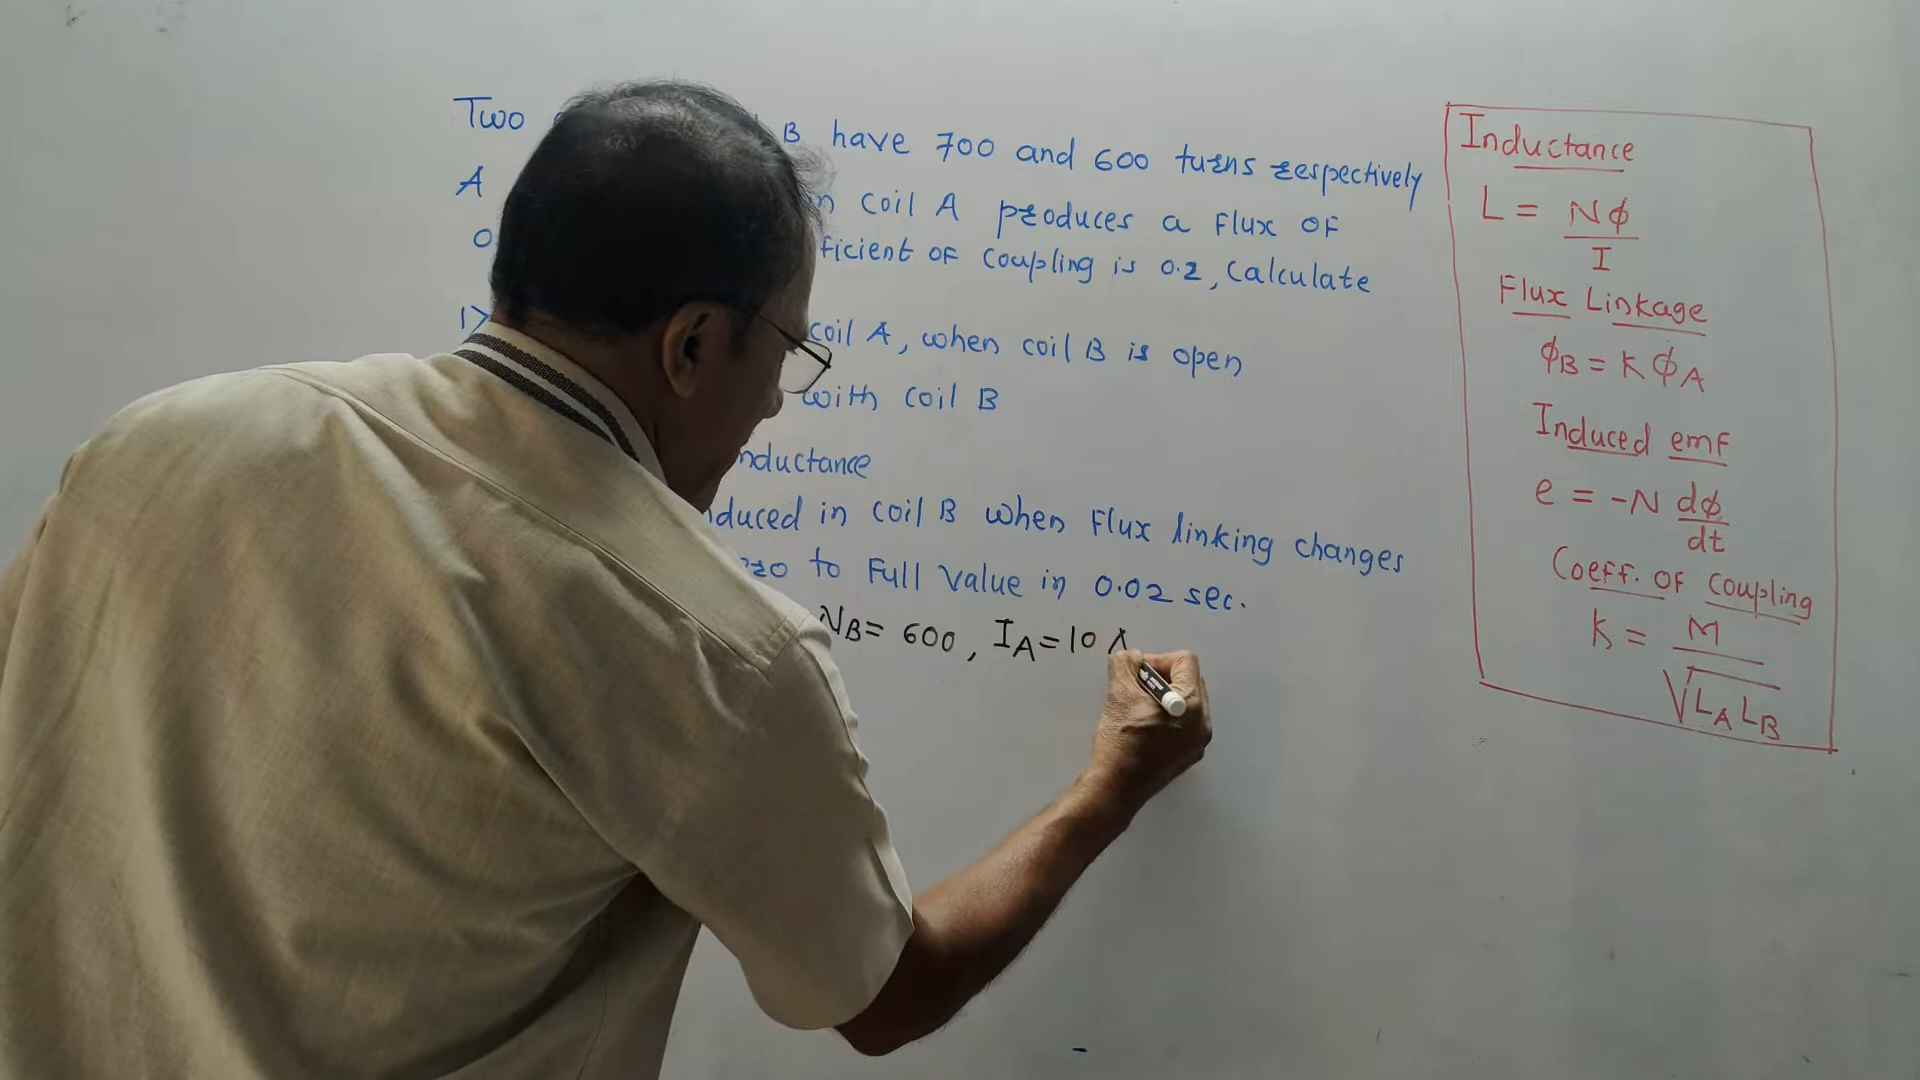 Two B have 700 and 600 turns respectively
A n coil A produces a Flux of
0 ficient of coupling is 0.2, Calculate
1> coil A, when coil B is open
with coil B
nductance
nduced in coil B when Flux linking changes
ro to Full value in 0.02 sec.
NB= 600, IA=10 A
Inductance
L = NΦ/I
Flux Linkage
ΦB = K ΦA
Induced emf
e = -N dΦ/dt
Coeff. of coupling
K = M/√LA LB